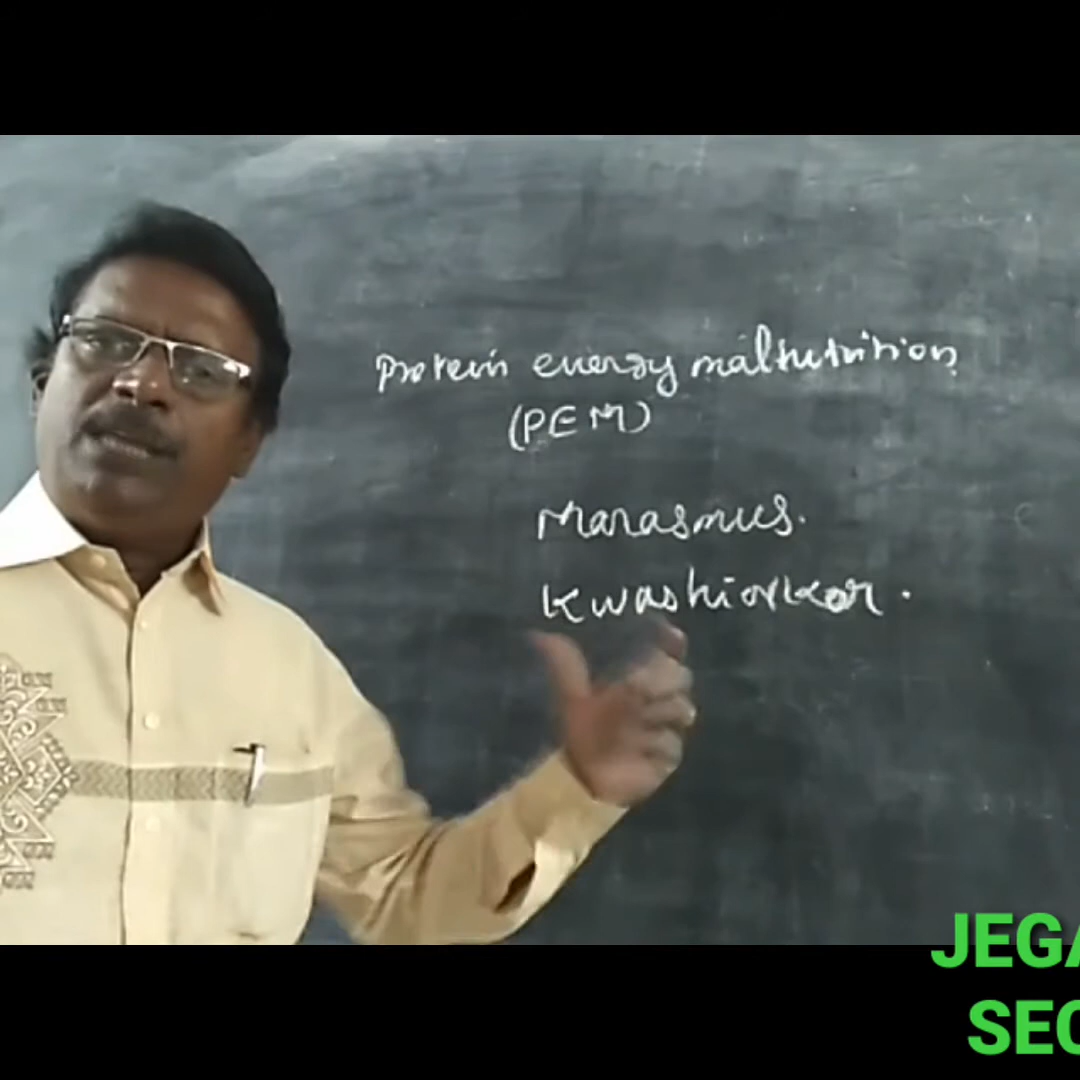 Protein energy malnutrition
(PEM)
Marasmus.
Kwashiorkor.
JEGA
SEC